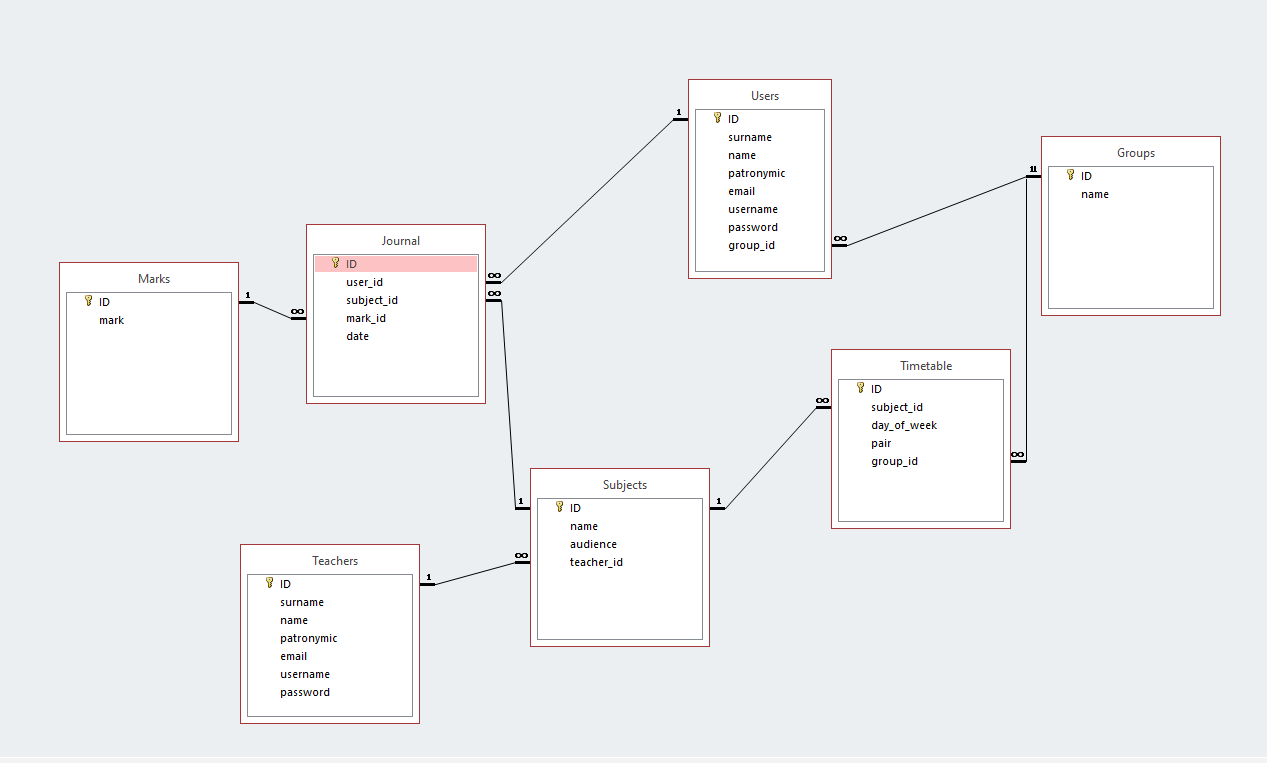 Users
ID
surname
name
patronymic
email
username
password
group_id
1
∞
Groups
ID
name
11
Journal
ID
user_id
subject_id
mark_id
date
∞
∞
∞
Marks
ID
mark
1
Timetable
ID
subject_id
day_of_week
pair
group_id
∞
∞
Subjects
ID
name
audience
teacher_id
1
1
∞
Teachers
ID
surname
name
patronymic
email
username
password
1